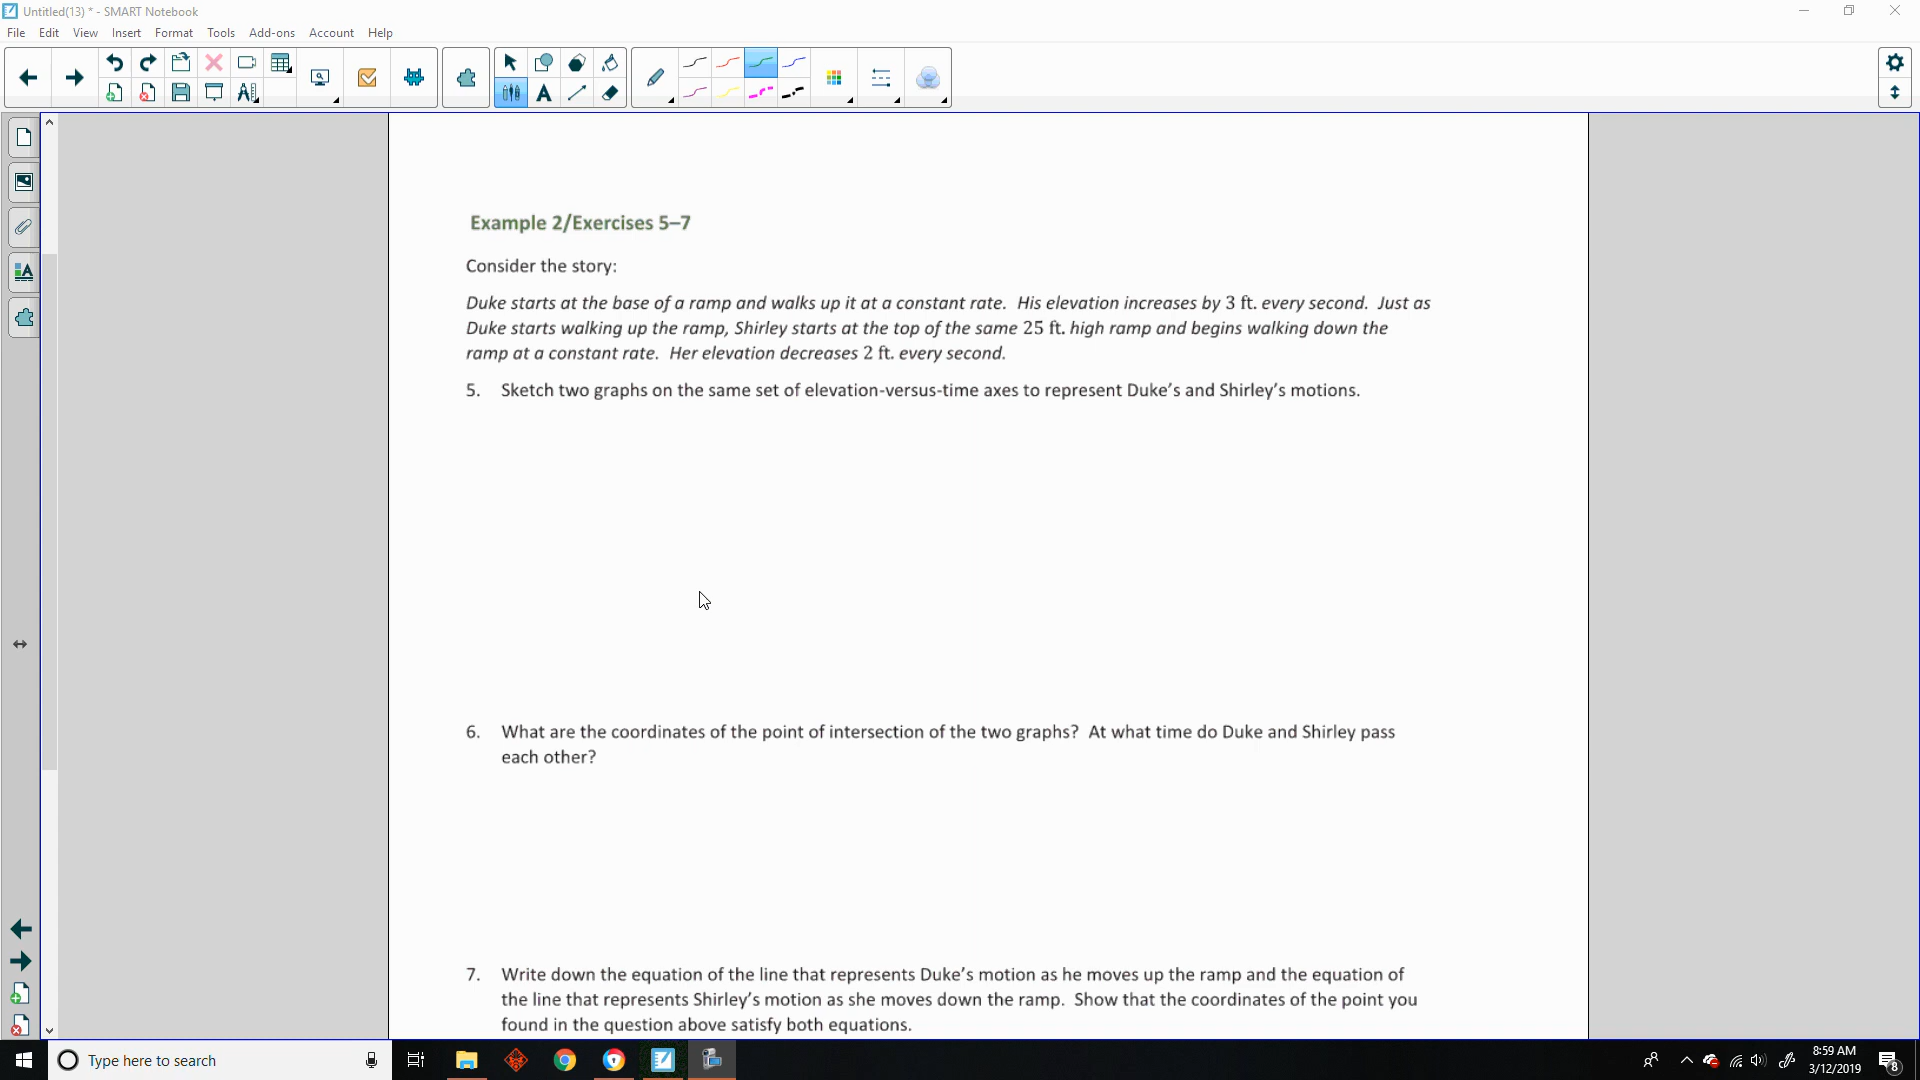 Untitled(13) * - SMART Notebook
File Edit View Insert Format Tools Add-ons Account Help
Example 2/Exercises 5–7
Consider the story:
Duke starts at the base of a ramp and walks up it at a constant rate. His elevation increases by 3 ft. every second. Just as
Duke starts walking up the ramp, Shirley starts at the top of the same 25 ft. high ramp and begins walking down the
ramp at a constant rate. Her elevation decreases 2 ft. every second.
5. Sketch two graphs on the same set of elevation-versus-time axes to represent Duke’s and Shirley’s motions.
6. What are the coordinates of the point of intersection of the two graphs? At what time do Duke and Shirley pass
each other?
7. Write down the equation of the line that represents Duke’s motion as he moves up the ramp and the equation of
the line that represents Shirley’s motion as she moves down the ramp. Show that the coordinates of the point you
found in the question above satisfy both equations.
Type here to search
8:59 AM
3/12/2019
8